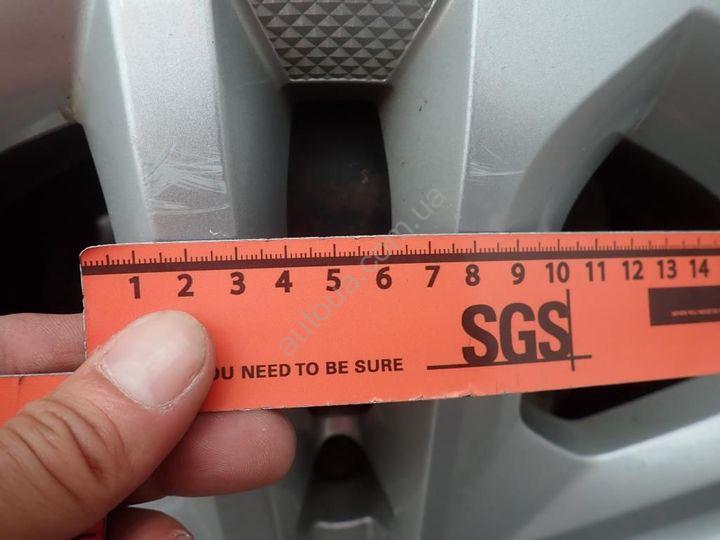 1 2 3 4 5 6 7 8 9 10 11 12 13 14
SGS
OU NEED TO BE SURE
autoua.com.ua